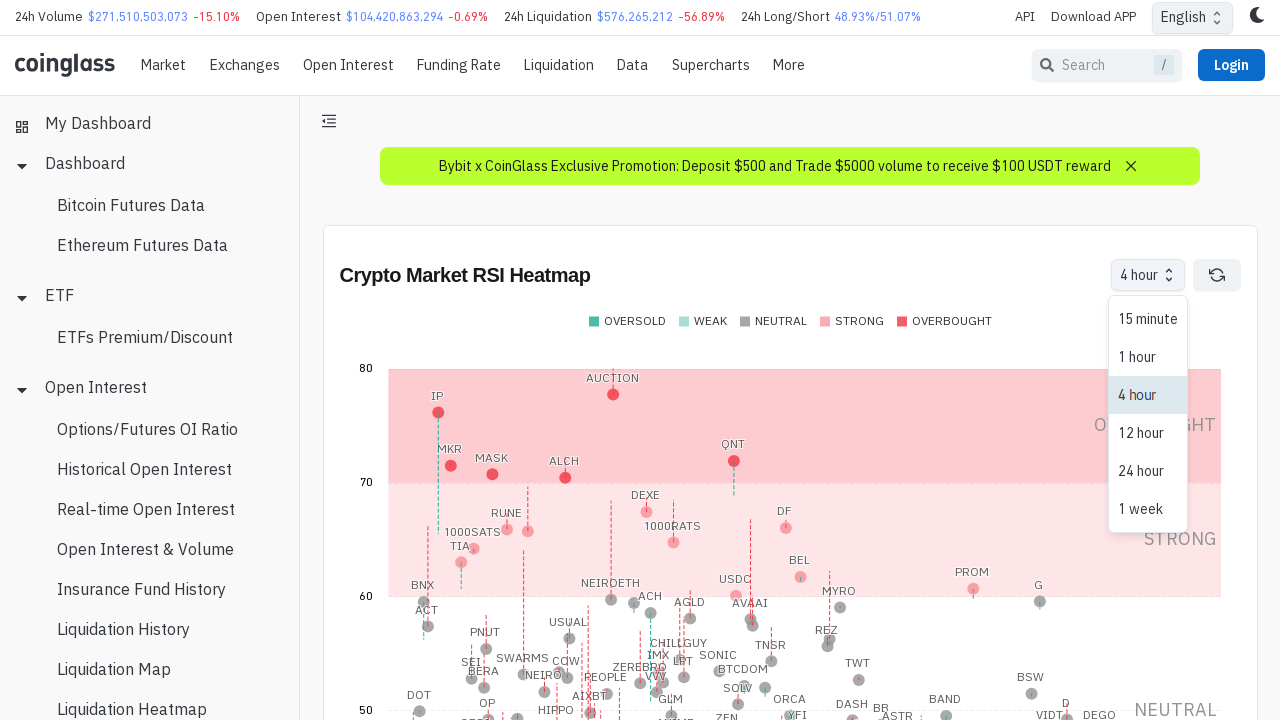 24h Volume $271,510,503,073 -15.10% Open Interest $104,420,863,294 -0.69% 24h Liquidation $576,265,212 -56.89% 24h Long/Short 48.93%/51.07% API Download APP English
coinglass Market Exchanges Open Interest Funding Rate Liquidation Data Supercharts More Search / Login
My Dashboard
Dashboard
Bitcoin Futures Data
Ethereum Futures Data
ETF
ETFs Premium/Discount
Open Interest
Options/Futures OI Ratio
Historical Open Interest
Real-time Open Interest
Open Interest & Volume
Insurance Fund History
Liquidation History
Liquidation Map
Liquidation Heatmap
Bybit x CoinGlass Exclusive Promotion: Deposit $500 and Trade $5000 volume to receive $100 USDT reward
Crypto Market RSI Heatmap 4 hour
15 minute
1 hour
4 hour
12 hour
24 hour
1 week
OVERSOLD WEAK NEUTRAL STRONG OVERBOUGHT
80
AUCTION
IP
MKR
MASK
ALCH
QNT
70
DEXE
RUNE
1000SATS
1000RATS
DF
STRONG
TIA
BEL
PROM
USDC
NEIROETH
BNX
G
MYRO
60
ACH
AGLD
AVAAI
ACT
USUAL
PNUT
REZ
CHILLGUY
TNSR
IMX
SONIC
SWARMS
COW
LPT
SEI
TWT
ZEREBRO
BTCDOM
BERA
NEIRO
PEOPLE
VVV
BSW
SOLV
DOT
AIXBT
GLM
ORCA
BAND
OP
DASH
D
50
HIPPO
BR
NEUTRAL
YFI
ASTR
VIDT
DEGO
ZEN